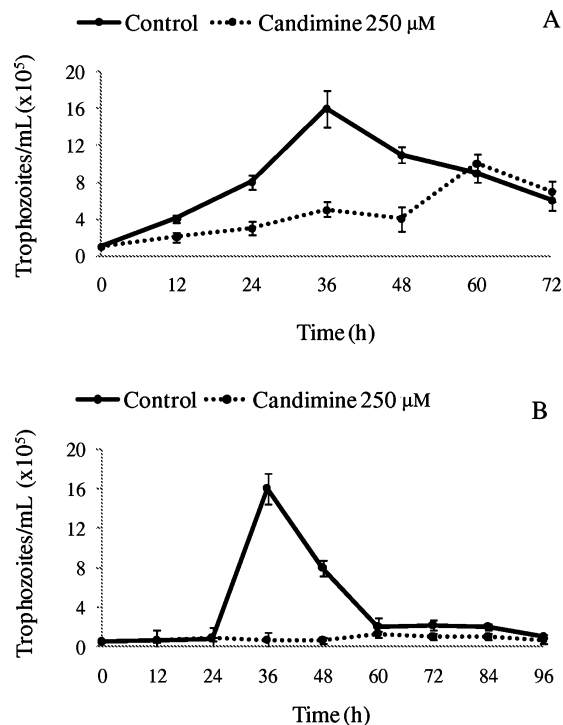 Control Candimine 250 µM A
Trophozoites/mL (x10⁵)
20
16
12
8
4
0
0 12 24 36 48 60 72
Time (h)
Control Candimine 250 µM B
Trophozoites/mL (x10⁵)
20
16
12
8
4
0
0 12 24 36 48 60 72 84 96
Time (h)